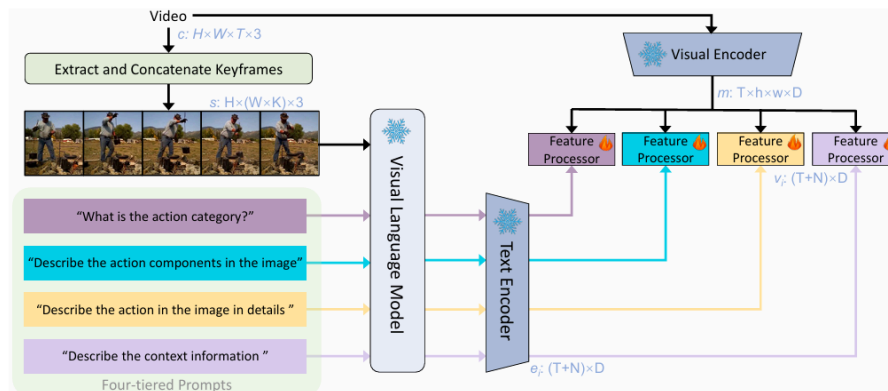 Video
c: H×W×T×3
Extract and Concatenate Keyframes
s: H×(W×K)×3
Visual Encoder
m: T×h×w×D
Feature Processor
Feature Processor
Feature Processor
Feature Processor
vᵢ: (T+N)×D
Visual Language Model
Text Encoder
"What is the action category?"
"Describe the action components in the image"
"Describe the action in the image in details "
"Describe the context information "
eᵢ: (T+N)×D
Four-tiered Prompts